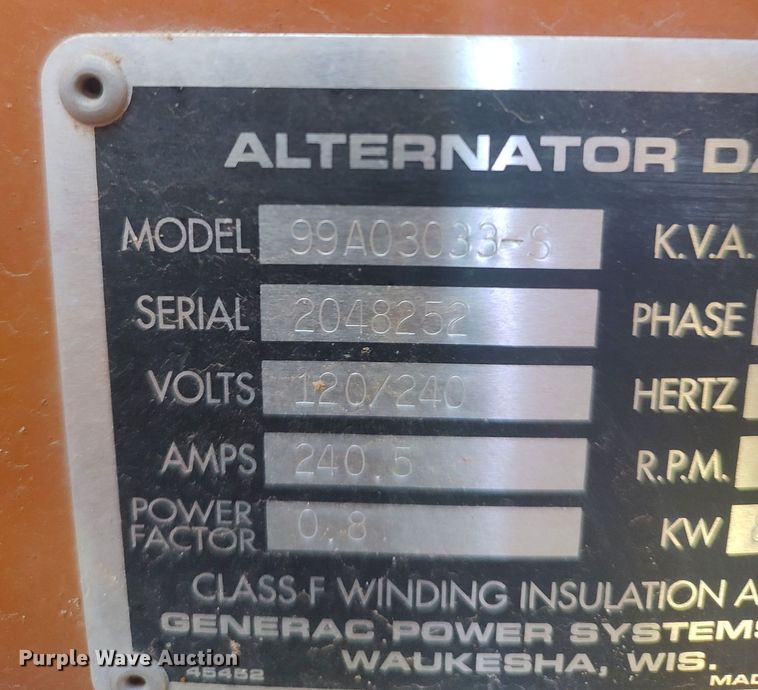 ALTERNATOR
MODEL 99A03033-S K.V.A.
SERIAL 2048252 PHASE
VOLTS 120/240 HERTZ
AMPS 240.5 R.P.M.
POWER FACTOR 0.8 KW
CLASS F WINDING INSULATION A
GENERAC POWER SYSTEMS
WAUKESHA, WIS.
45452 MAD
Purple Wave Auction